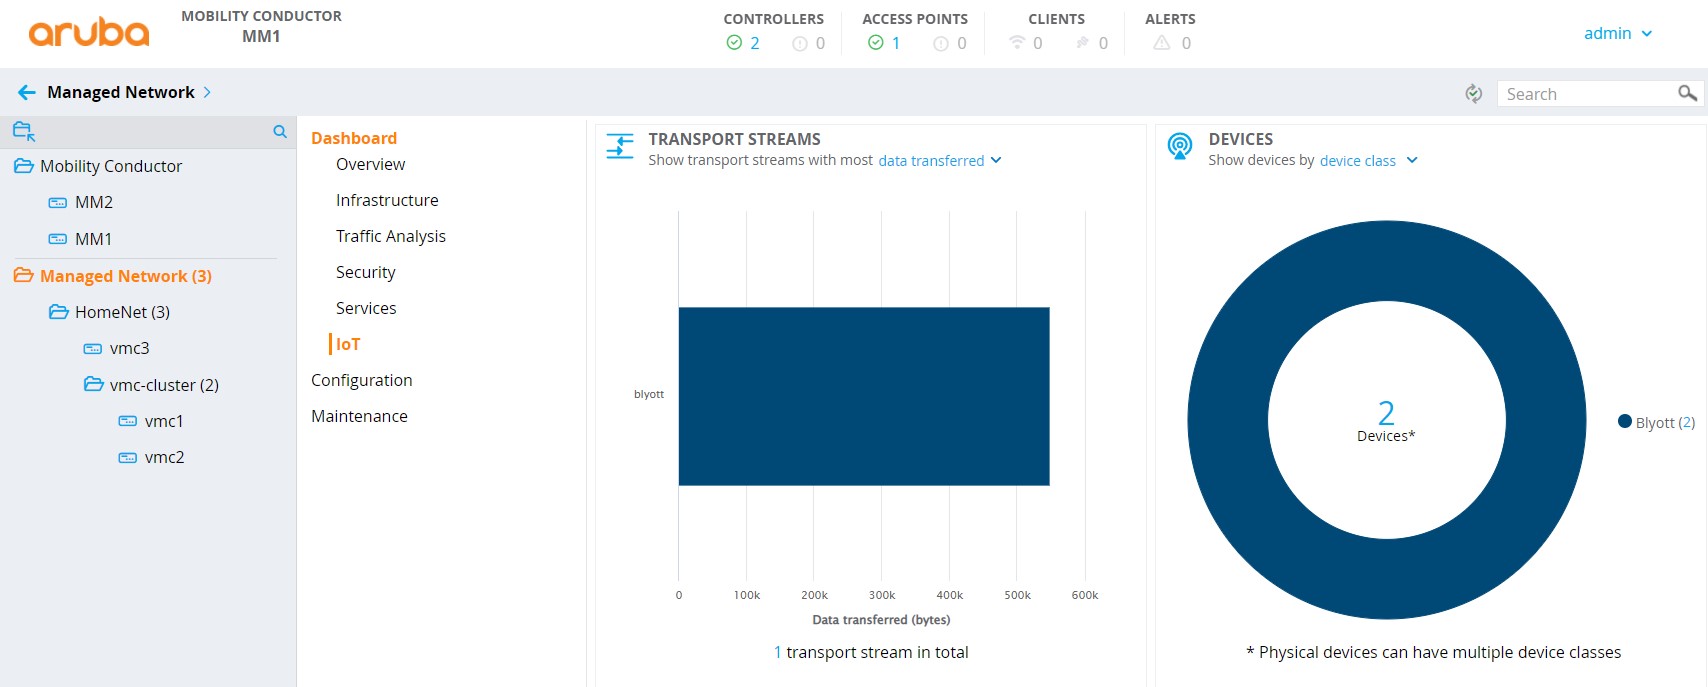 aruba
MOBILITY CONDUCTOR
MM1
CONTROLLERS
2 0
ACCESS POINTS
1 0
CLIENTS
0 0
ALERTS
0
admin
Managed Network
Search
Mobility Conductor
MM2
MM1
Managed Network (3)
HomeNet (3)
vmc3
vmc-cluster (2)
vmc1
vmc2
Dashboard
Overview
Infrastructure
Traffic Analysis
Security
Services
IoT
Configuration
Maintenance
TRANSPORT STREAMS
Show transport streams with most data transferred
blyott
0 100k 200k 300k 400k 500k 600k
Data transferred (bytes)
1 transport stream in total
DEVICES
Show devices by device class
2
Devices*
Blyott (2)
* Physical devices can have multiple device classes